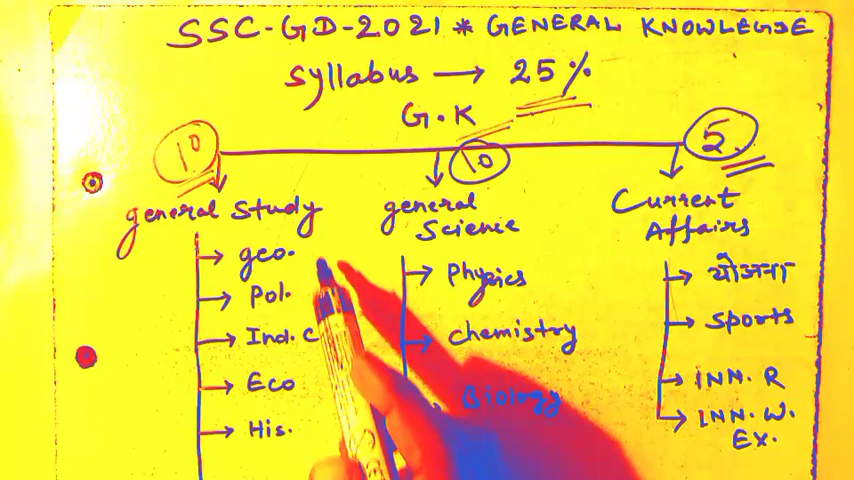 SSC-GD-2021 * GENERAL KNOWLEGDE
Syllabus → 25%
G.K
10
10
5
general Study
geo.
Pol.
Ind. C
Eco
His.
general
Science
Physics
chemistry
Biology
Current
Affairs
योजना
Sports
INN. R
INN. W.
Ex.